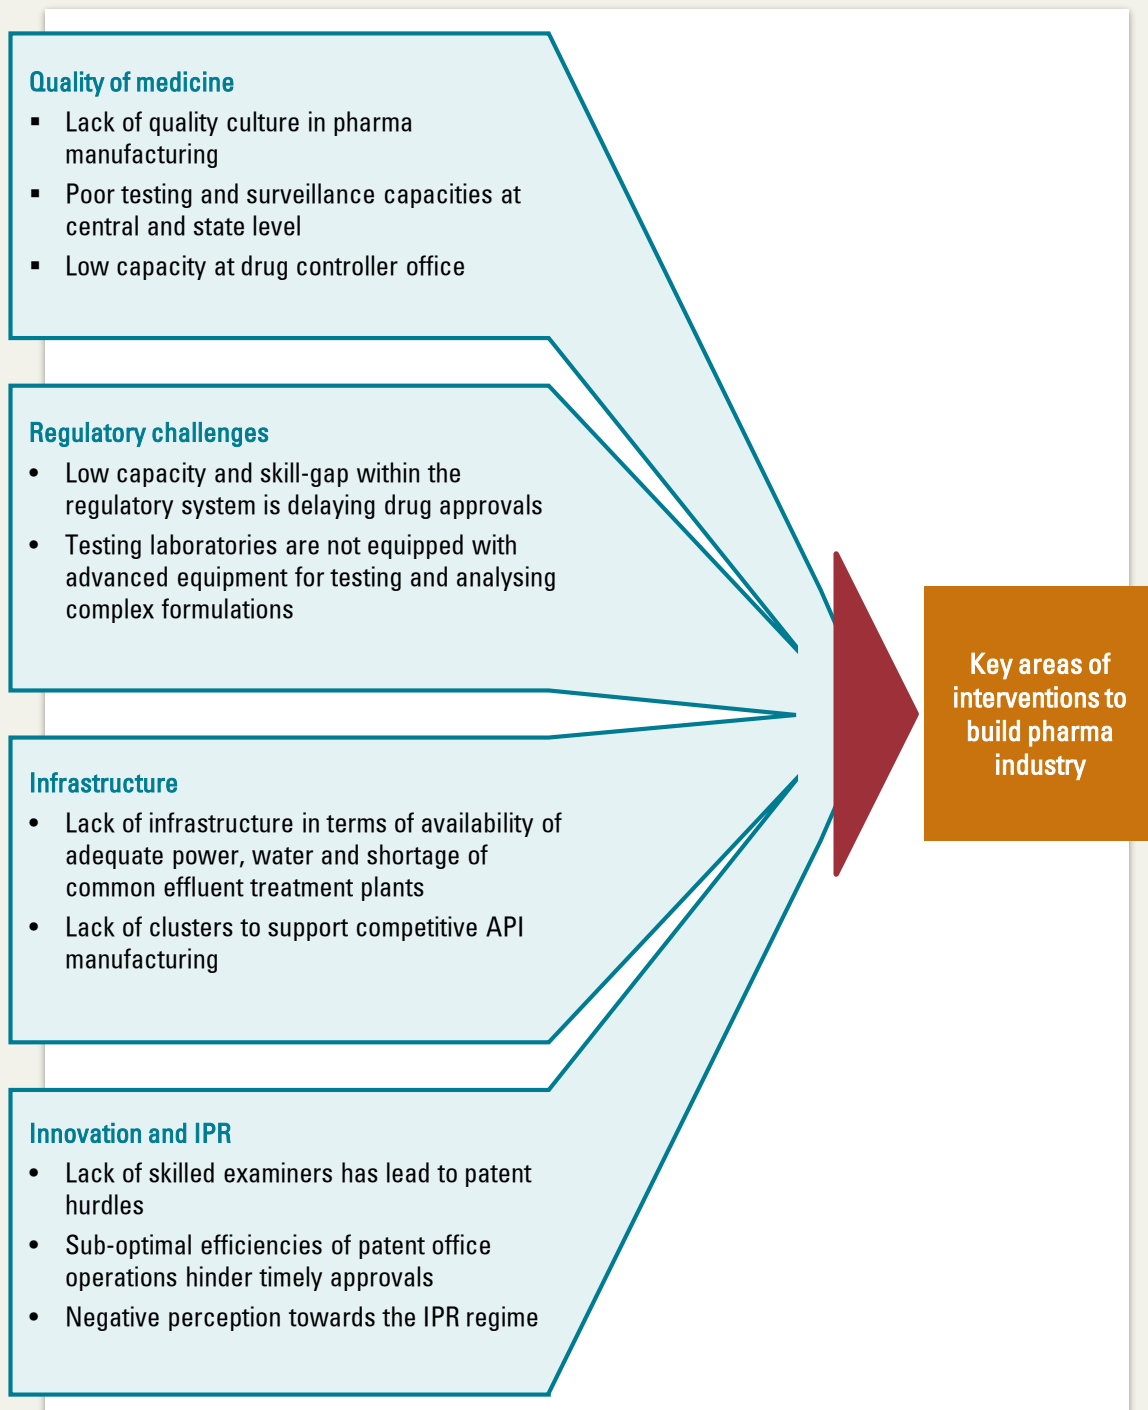 Quality of medicine
▪ Lack of quality culture in pharma
manufacturing
▪ Poor testing and surveillance capacities at
central and state level
▪ Low capacity at drug controller office
Regulatory challenges
• Low capacity and skill-gap within the
regulatory system is delaying drug approvals
• Testing laboratories are not equipped with
advanced equipment for testing and analysing
complex formulations
Infrastructure
• Lack of infrastructure in terms of availability of
adequate power, water and shortage of
common effluent treatment plants
• Lack of clusters to support competitive API
manufacturing
Innovation and IPR
• Lack of skilled examiners has lead to patent
hurdles
• Sub-optimal efficiencies of patent office
operations hinder timely approvals
• Negative perception towards the IPR regime
Key areas of
interventions to
build pharma
industry